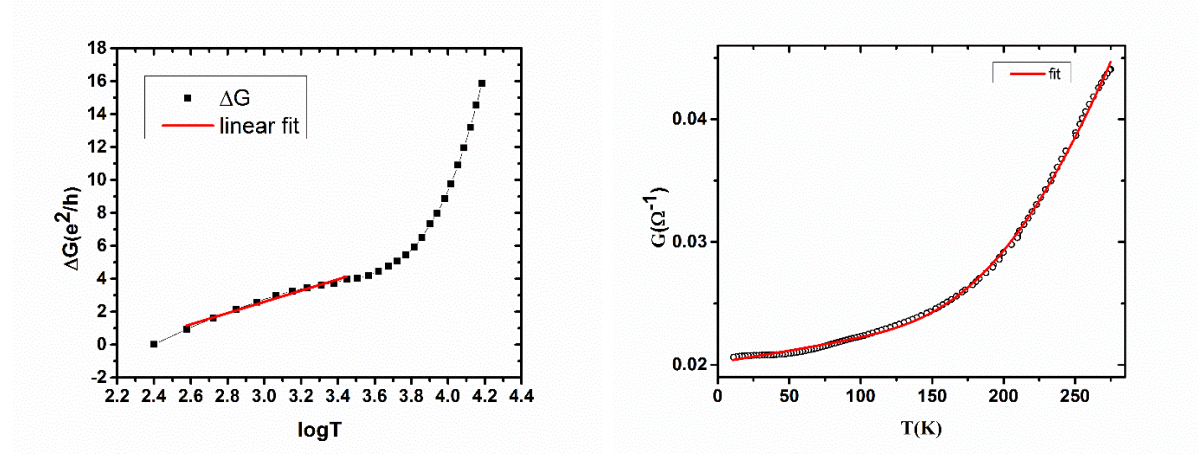 18
16
14
12
10
8
6
4
2
0
-2
ΔG(e²/h)
ΔG
linear fit
2.2 2.4 2.6 2.8 3.0 3.2 3.4 3.6 3.8 4.0 4.2 4.4
logT
0.04
0.03
0.02
G(Ω⁻¹)
fit
0 50 100 150 200 250
T(K)